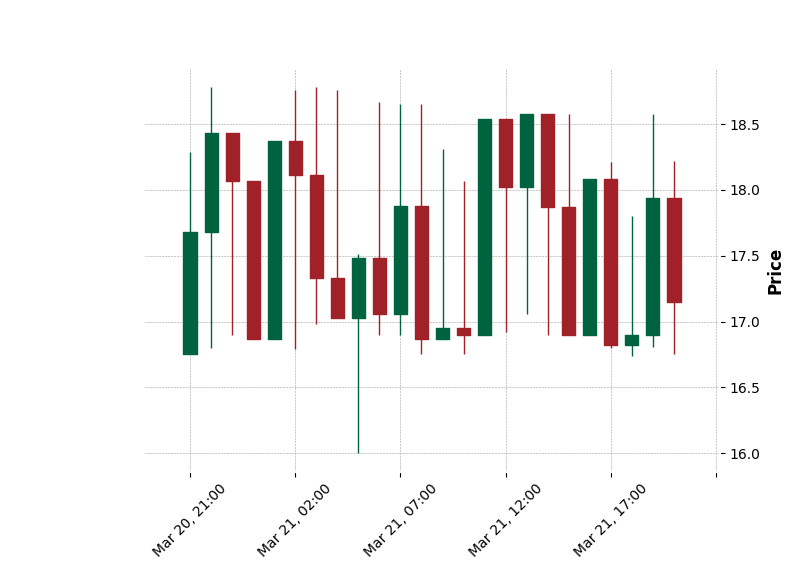 18.5
18.0
17.5
17.0
16.5
16.0
Price
Mar 20, 21:00
Mar 21, 02:00
Mar 21, 07:00
Mar 21, 12:00
Mar 21, 17:00